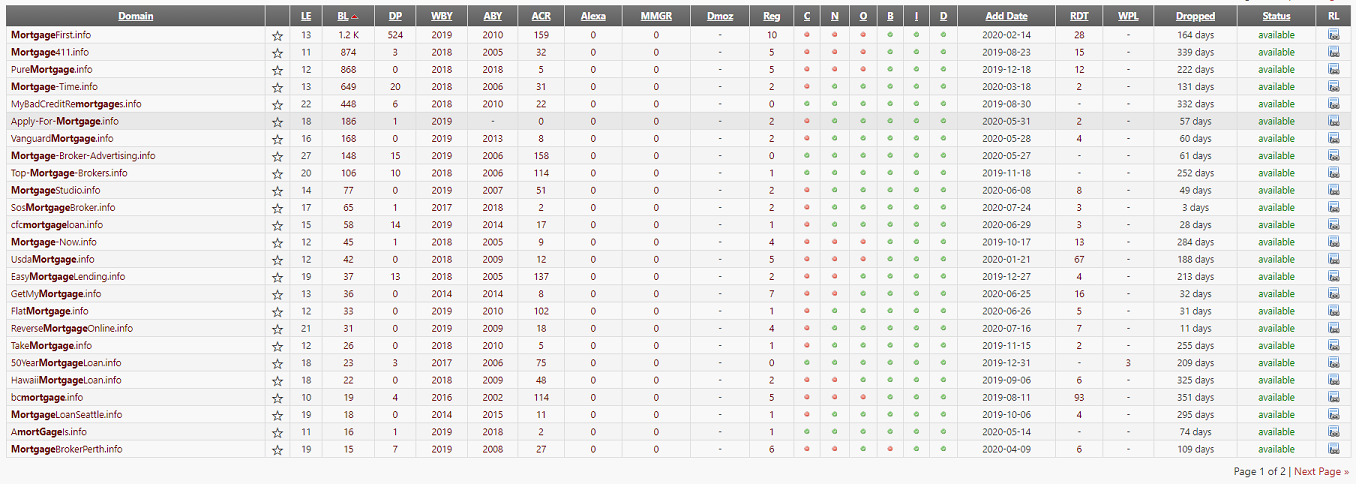 Domain LE BL DP WBY ABY ACR Alexa MMGR Dmoz Reg C N O B I D Add Date RDT WPL Dropped Status RL
MortgageFirst.info 13 1.2 K 524 2019 2010 159 0 0 - 10 2020-02-14 28 - 164 days available
Mortgage411.info 11 874 3 2018 2005 32 0 0 - 5 2019-08-23 15 - 339 days available
PureMortgage.info 12 868 0 2018 2018 5 0 0 - 5 2019-12-18 12 - 222 days available
Mortgage-Time.info 13 649 20 2018 2006 31 0 0 - 2 2020-03-18 2 - 131 days available
MyBadCreditRemortgages.info 22 448 6 2018 2010 22 0 0 - 0 2019-08-30 - - 332 days available
Apply-For-Mortgage.info 18 186 1 2019 - 0 0 0 - 2 2020-05-31 2 - 57 days available
VanguardMortgage.info 16 168 0 2019 2013 8 0 0 - 2 2020-05-28 4 - 60 days available
Mortgage-Broker-Advertising.info 27 148 15 2019 2006 158 0 0 - 0 2020-05-27 - - 61 days available
Top-Mortgage-Brokers.info 20 106 10 2018 2006 114 0 0 - 1 2019-11-18 - - 252 days available
MortgageStudio.info 14 77 0 2019 2007 51 0 0 - 2 2020-06-08 8 - 49 days available
SosMortgageBroker.info 17 65 1 2017 2018 2 0 0 - 2 2020-07-24 3 - 3 days available
cfcmortgageloan.info 15 58 14 2019 2014 17 0 0 - 1 2020-06-29 3 - 28 days available
Mortgage-Now.info 12 45 1 2018 2005 9 0 0 - 4 2019-10-17 13 - 284 days available
UsdaMortgage.info 12 42 0 2018 2009 12 0 0 - 5 2020-01-21 67 - 188 days available
EasyMortgageLending.info 19 37 13 2018 2005 137 0 0 - 2 2019-12-27 4 - 213 days available
GetMyMortgage.info 13 36 0 2014 2014 8 0 0 - 7 2020-06-25 16 - 32 days available
FlatMortgage.info 12 33 0 2019 2010 102 0 0 - 1 2020-06-26 5 - 31 days available
ReverseMortgageOnline.info 21 31 0 2019 2009 18 0 0 - 4 2020-07-16 7 - 11 days available
TakeMortgage.info 12 26 0 2018 2010 5 0 0 - 1 2019-11-15 2 - 255 days available
50YearMortgageLoan.info 18 23 3 2017 2006 75 0 0 - 0 2019-12-31 - 3 209 days available
HawaiiMortgageLoan.info 18 22 0 2018 2009 48 0 0 - 2 2019-09-06 6 - 325 days available
bcmortgage.info 10 19 4 2016 2002 114 0 0 - 5 2019-08-11 93 - 351 days available
MortgageLoanSeattle.info 19 18 0 2014 2015 11 0 0 - 1 2019-10-06 4 - 295 days available
AmortGageIs.info 11 16 1 2019 2018 2 0 0 - 1 2020-05-14 - - 74 days available
MortgageBrokerPerth.info 19 15 7 2019 2008 27 0 0 - 6 2020-04-09 6 - 109 days available
Page 1 of 2 | Next Page »